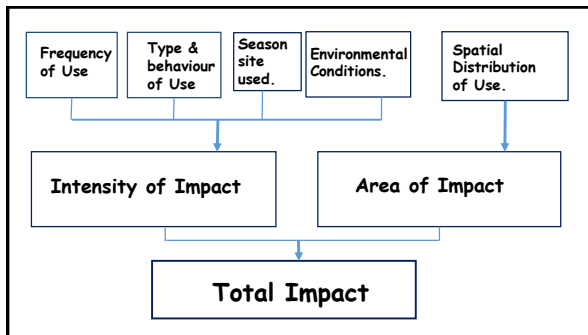 Frequency
of Use
Type &
behaviour
of Use
Season
site
used.
Environmental
Conditions.
Spatial
Distribution
of Use.
Intensity of Impact
Area of Impact
Total Impact